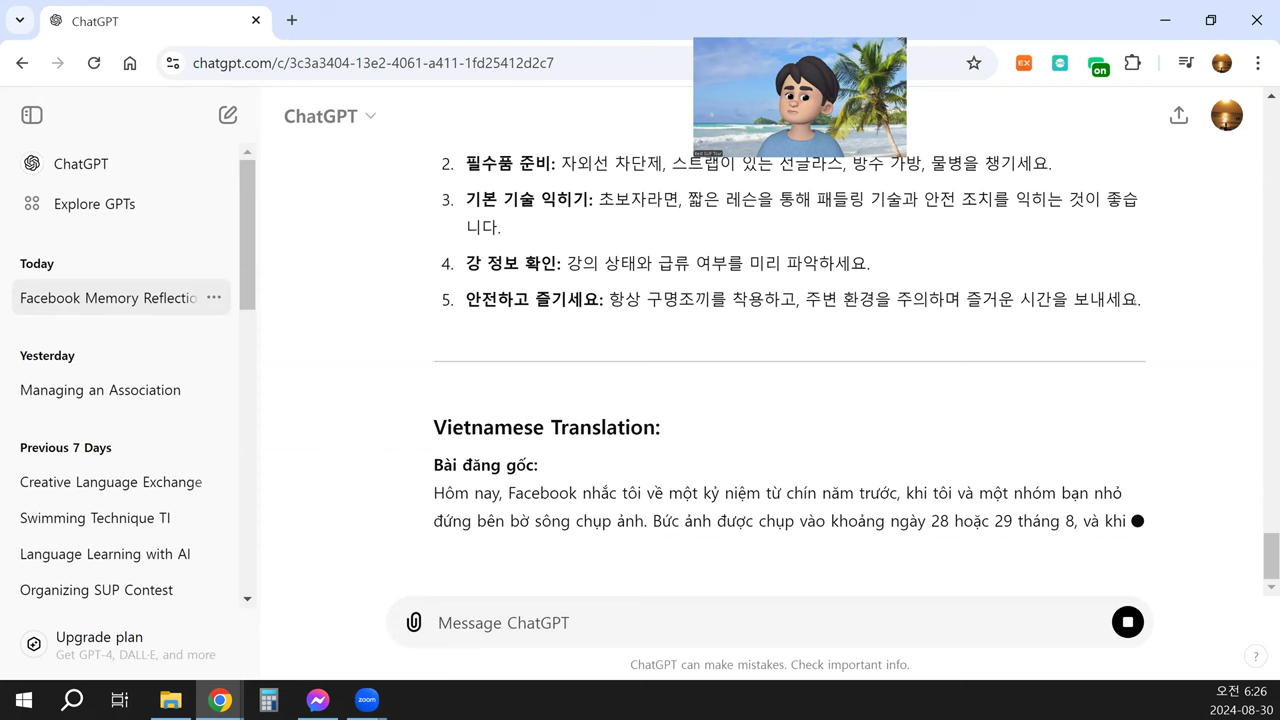 ChatGPT
chatgpt.com/c/3c3a3404-13e2-4061-a411-1fd25412d2c7
EX
on
ChatGPT
ChatGPT
Explore GPTs
Today
Facebook Memory Reflectio
Yesterday
Managing an Association
Previous 7 Days
Creative Language Exchange
Swimming Technique TI
Language Learning with AI
Organizing SUP Contest
Upgrade plan
Get GPT-4, DALL·E, and more
2. 필수품 준비: 자외선 차단제, 스트랩이 있는 선글라스, 방수 가방, 물병을 챙기세요.
3. 기본 기술 익히기: 초보자라면, 짧은 레슨을 통해 패들링 기술과 안전 조치를 익히는 것이 좋습
니다.
4. 강 정보 확인: 강의 상태와 급류 여부를 미리 파악하세요.
5. 안전하고 즐기세요: 항상 구명조끼를 착용하고, 주변 환경을 주의하며 즐거운 시간을 보내세요.
Vietnamese Translation:
Bài đăng gốc:
Hôm nay, Facebook nhắc tôi về một kỷ niệm từ chín năm trước, khi tôi và một nhóm bạn nhỏ
đứng bên bờ sông chụp ảnh. Bức ảnh được chụp vào khoảng ngày 28 hoặc 29 tháng 8, và khi
Message ChatGPT
ChatGPT can make mistakes. Check important info.
?
zoom
오전 6:26
2024-08-30